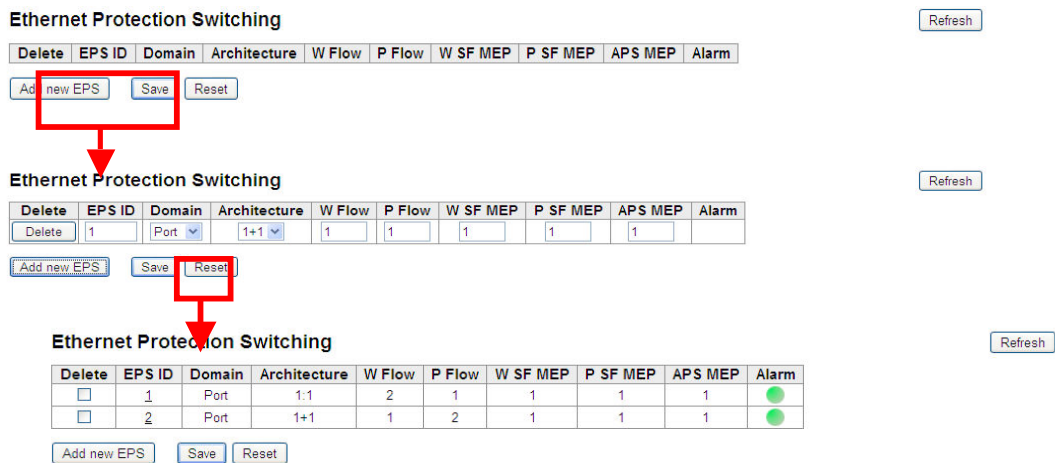 Ethernet Protection Switching Refresh
Delete EPS ID Domain Architecture W Flow P Flow W SF MEP P SF MEP APS MEP Alarm
Add new EPS Save Reset
Ethernet Protection Switching Refresh
Delete EPS ID Domain Architecture W Flow P Flow W SF MEP P SF MEP APS MEP Alarm
Delete 1 Port 1+1 1 1 1 1 1
Add new EPS Save Reset
Ethernet Protection Switching Refresh
Delete EPS ID Domain Architecture W Flow P Flow W SF MEP P SF MEP APS MEP Alarm
1 Port 1:1 2 1 1 1 1
2 Port 1+1 1 2 1 1 1
Add new EPS Save Reset